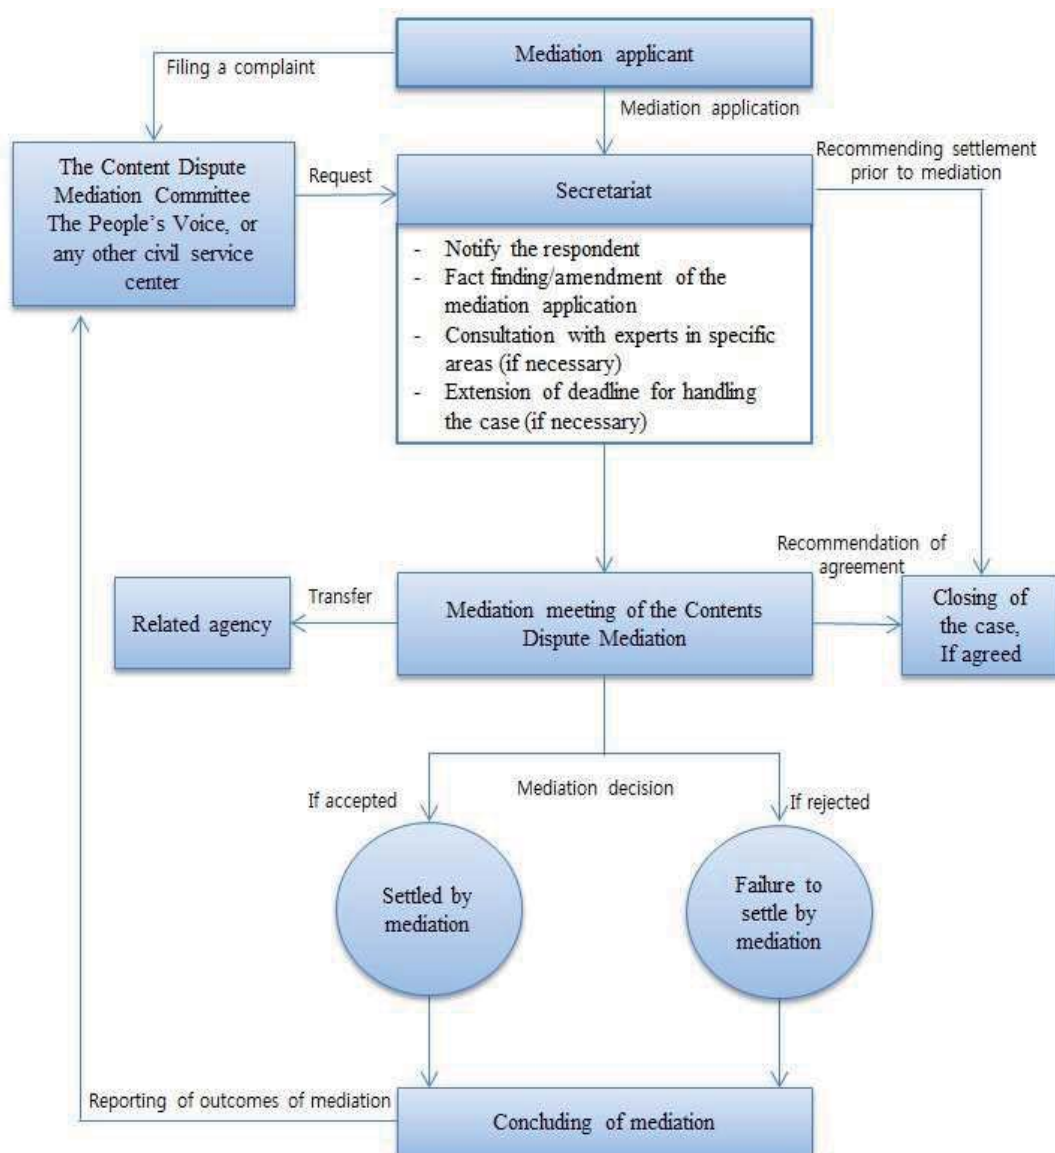 Mediation applicant
Filing a complaint
Mediation application
The Content Dispute
Mediation Committee
The People's Voice, or
any other civil service
center
Request
Secretariat
Recommending settlement
prior to mediation
- Notify the respondent
- Fact finding/amendment of the
mediation application
- Consultation with experts in specific
areas (if necessary)
- Extension of deadline for handling
the case (if necessary)
Related agency
Transfer
Mediation meeting of the Contents
Dispute Mediation
Recommendation of
agreement
Closing of
the case,
If agreed
Mediation decision
If accepted
If rejected
Settled by
mediation
Failure to
settle by
mediation
Reporting of outcomes of mediation
Concluding of mediation